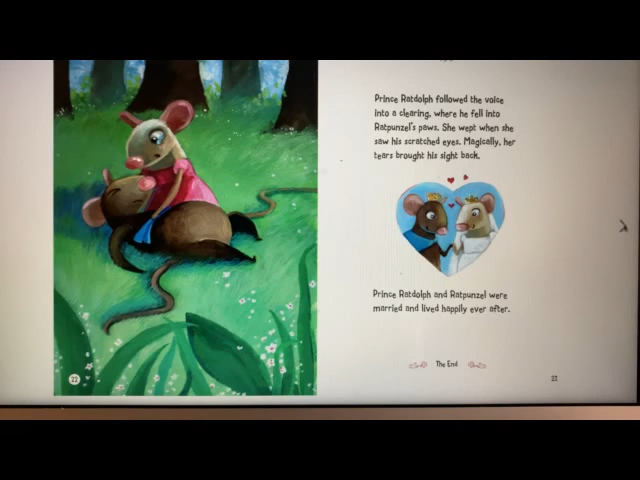 Prince Ratdolph followed the voice
into a clearing, where he fell into
Ratpunzel's paws. She wept when she
saw his scratched eyes. Magically, her
tears brought his sight back.
Prince Ratdolph and Ratpunzel were
married and lived happily ever after.
The End
22
23